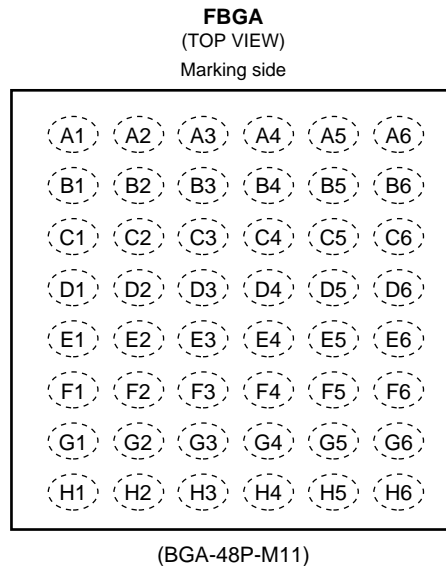 FBGA
(TOP VIEW)
Marking side
A1 A2 A3 A4 A5 A6
B1 B2 B3 B4 B5 B6
C1 C2 C3 C4 C5 C6
D1 D2 D3 D4 D5 D6
E1 E2 E3 E4 E5 E6
F1 F2 F3 F4 F5 F6
G1 G2 G3 G4 G5 G6
H1 H2 H3 H4 H5 H6
(BGA-48P-M11)